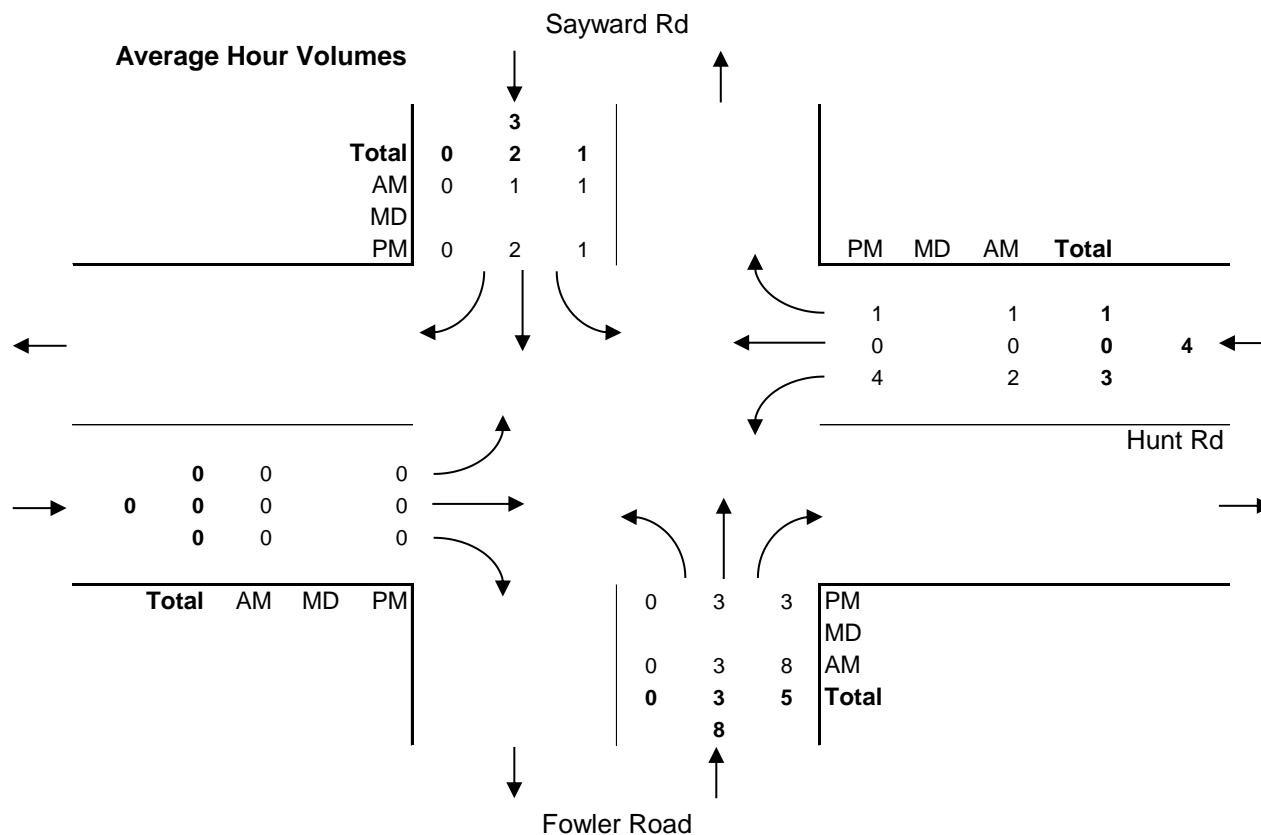 Sayward Rd
Average Hour Volumes
3
Total 0 2 1
AM 0 1 1
MD
PM 0 2 1
PM MD AM Total
1 1 1
0 0 0 4
4 2 3
Hunt Rd
0 0 0
0 0 0 0
0 0 0
Total AM MD PM
0 3 3 PM
MD
0 3 8 AM
0 3 5 Total
8
Fowler Road